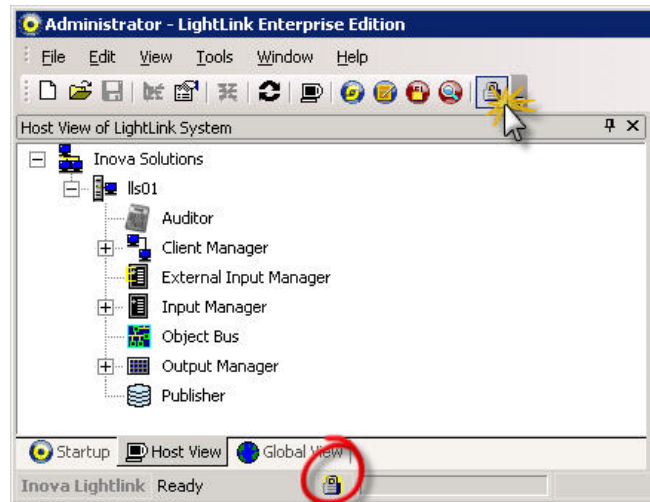 Administrator - LightLink Enterprise Edition
File Edit View Tools Window Help
Host View of LightLink System
Inova Solutions
lls01
Auditor
Client Manager
External Input Manager
Input Manager
Object Bus
Output Manager
Publisher
Startup Host View Global View
Inova Lightlink Ready